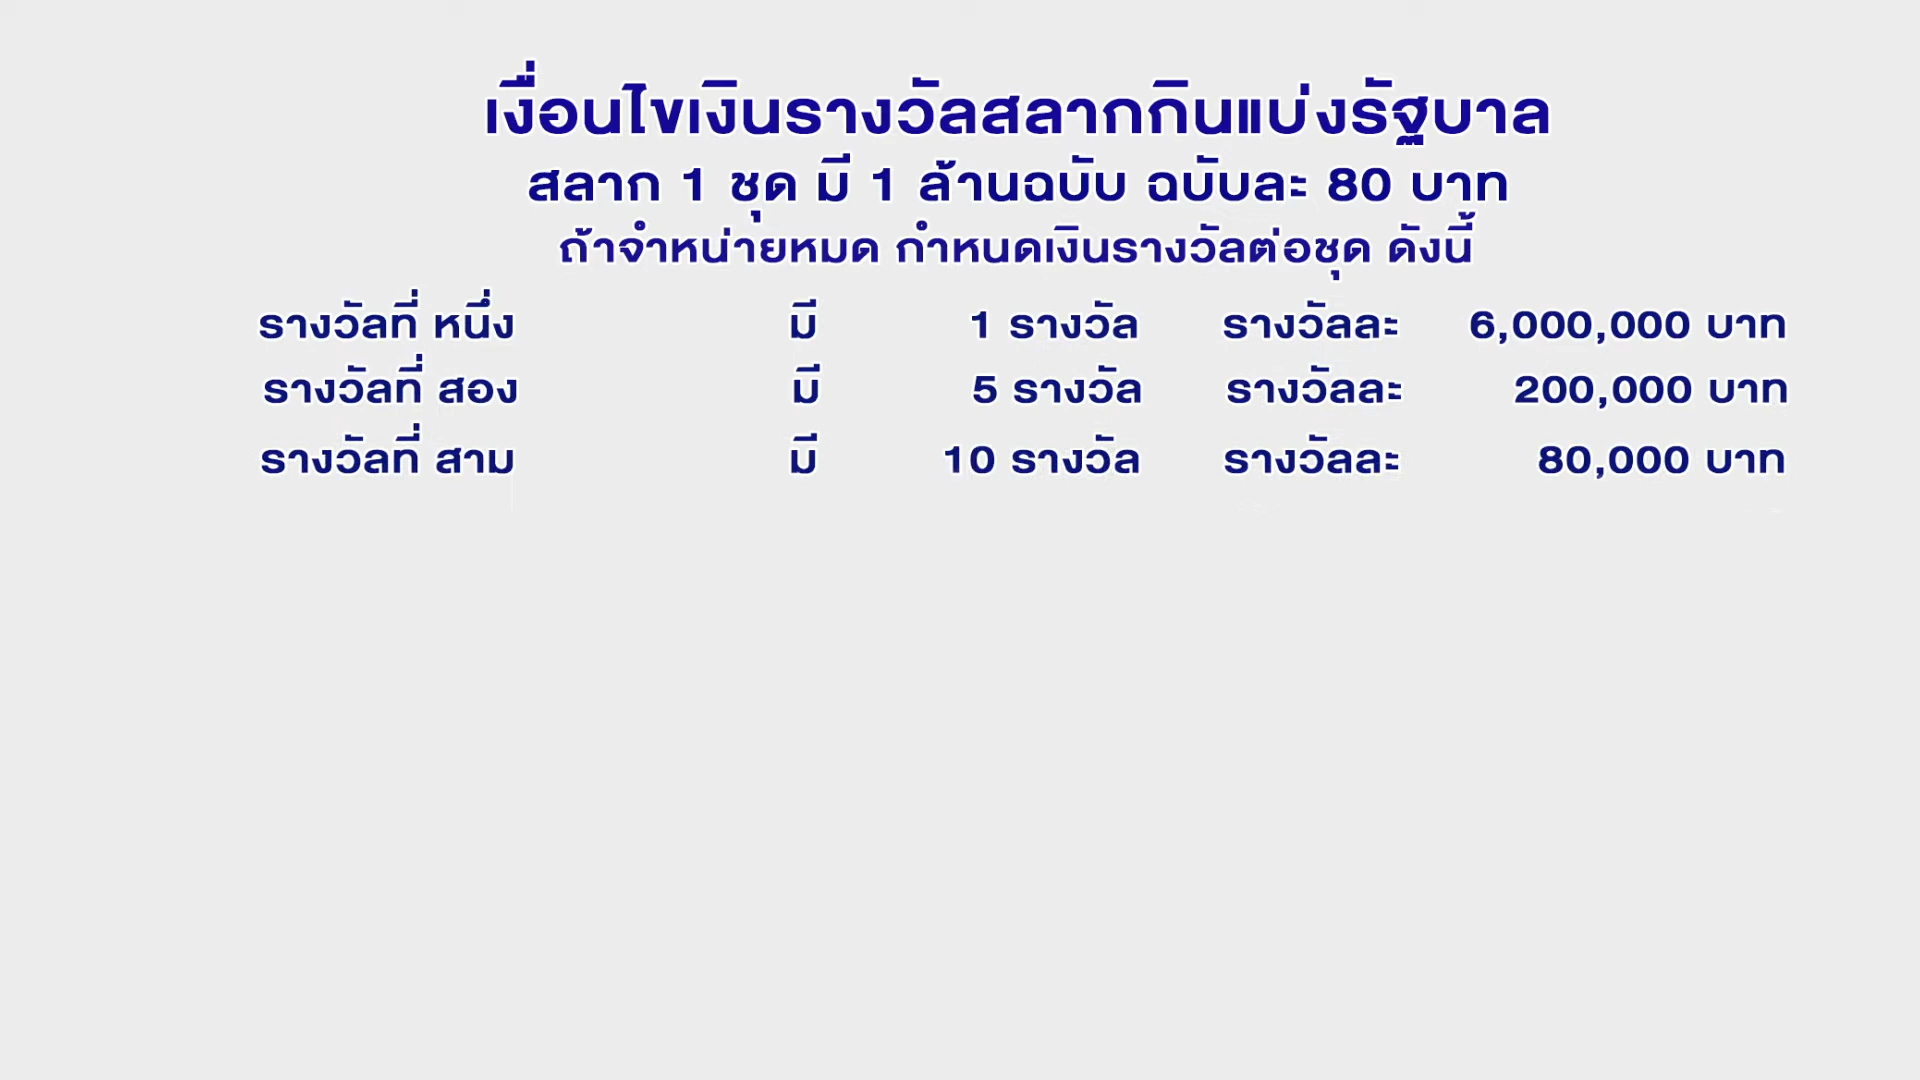 เงื่อนไขเงินรางวัลสลากกินแบ่งรัฐบาล
สลาก 1 ชุด มี 1 ล้านฉบับ ฉบับละ 80 บาท
ถ้าจำหน่ายหมด กำหนดเงินรางวัลต่อชุด ดังนี้
รางวัลที่ หนึ่ง มี 1 รางวัล รางวัลละ 6,000,000 บาท
รางวัลที่ สอง มี 5 รางวัล รางวัลละ 200,000 บาท
รางวัลที่ สาม มี 10 รางวัล รางวัลละ 80,000 บาท